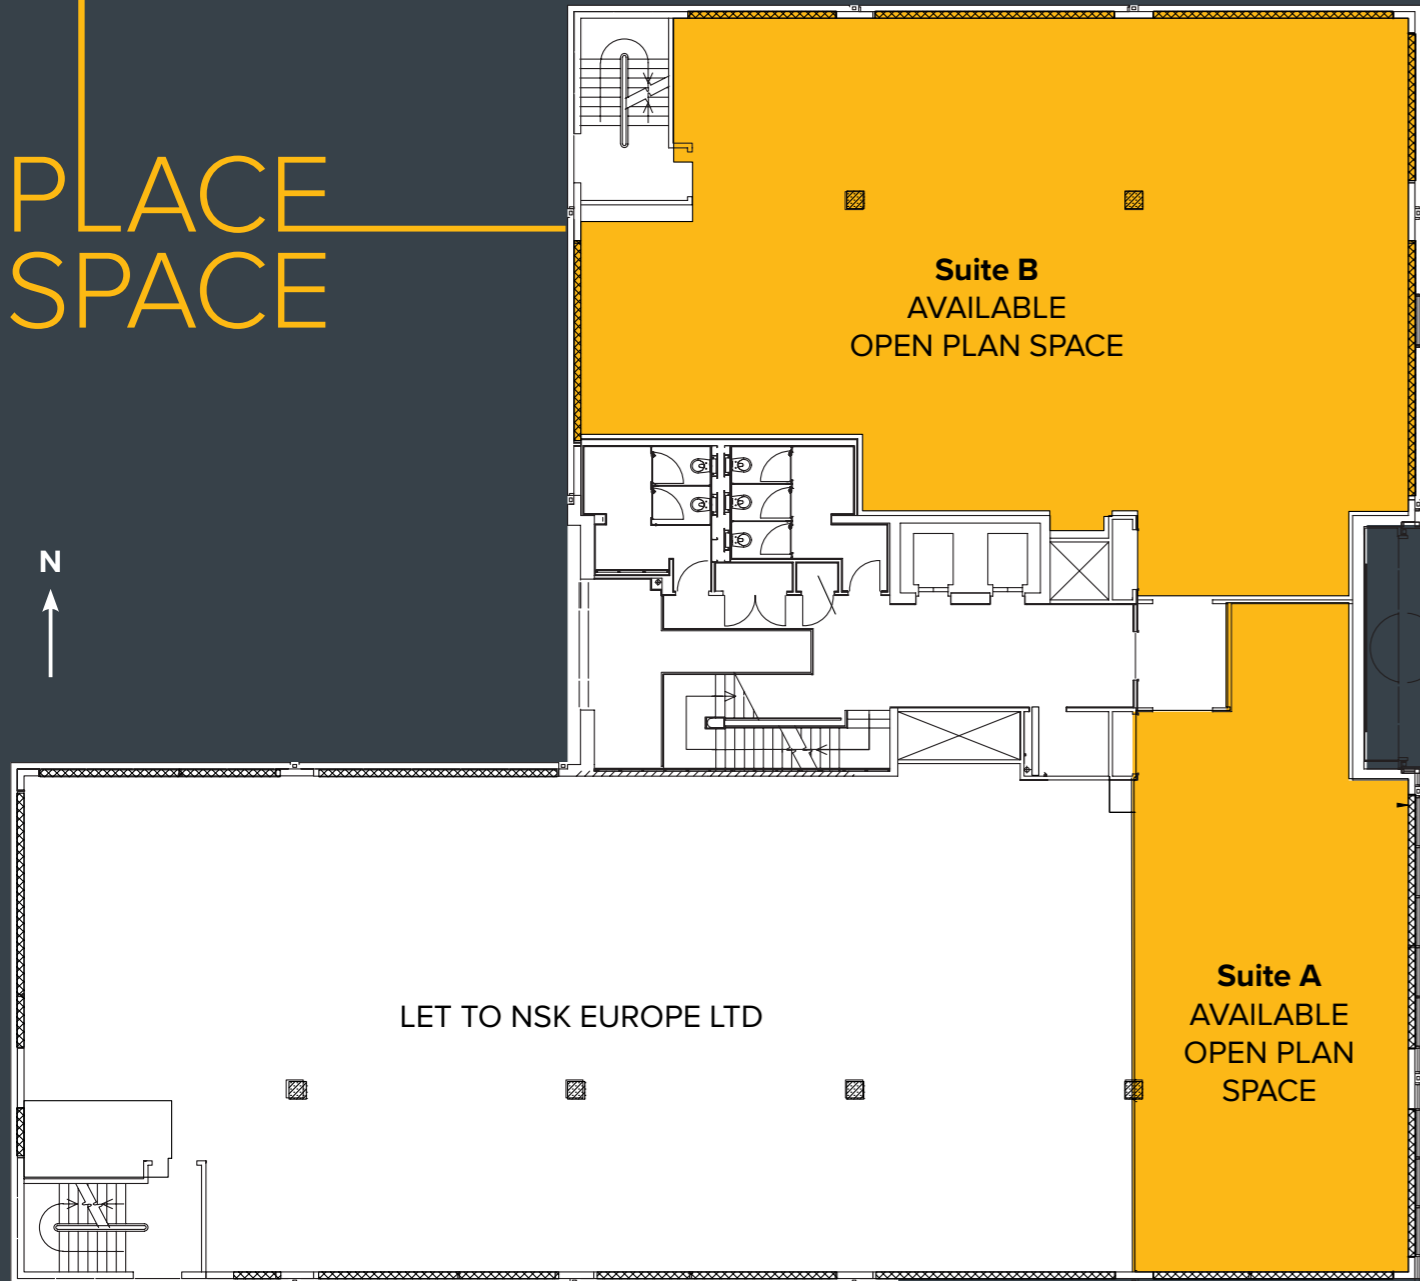 PLACE
SPACE
Suite B
AVAILABLE
OPEN PLAN SPACE
N
LET TO NSK EUROPE LTD
Suite A
AVAILABLE
OPEN PLAN
SPACE